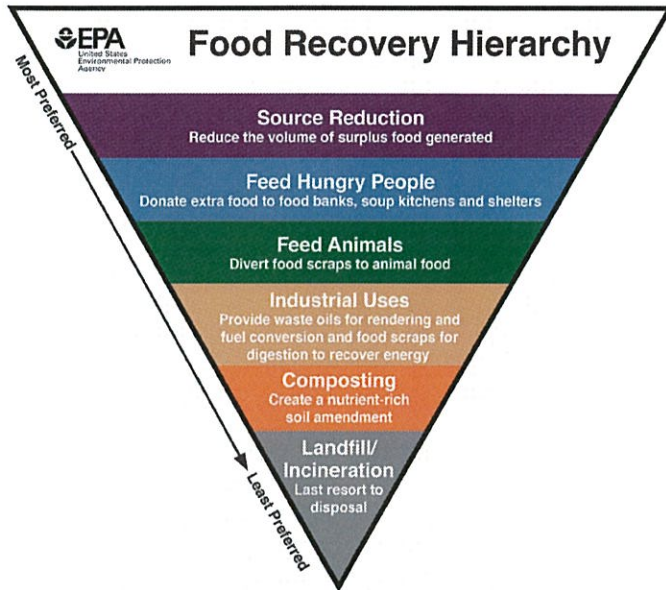 EPA
United States
Environmental Protection
Agency
Food Recovery Hierarchy
Most Preferred
Source Reduction
Reduce the volume of surplus food generated
Feed Hungry People
Donate extra food to food banks, soup kitchens and shelters
Feed Animals
Divert food scraps to animal food
Industrial Uses
Provide waste oils for rendering and
fuel conversion and food scraps for
digestion to recover energy
Composting
Create a nutrient-rich
soil amendment
Landfill/
Incineration
Last resort to
disposal
Least Preferred